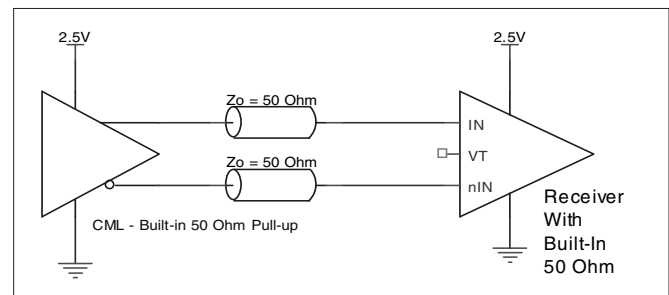 2.5V
2.5V
Zo = 50 Ohm
IN
VT
Zo = 50 Ohm
nIN
CML - Built-in 50 Ohm Pull-up
Receiver
With
Built-In
50 Ohm